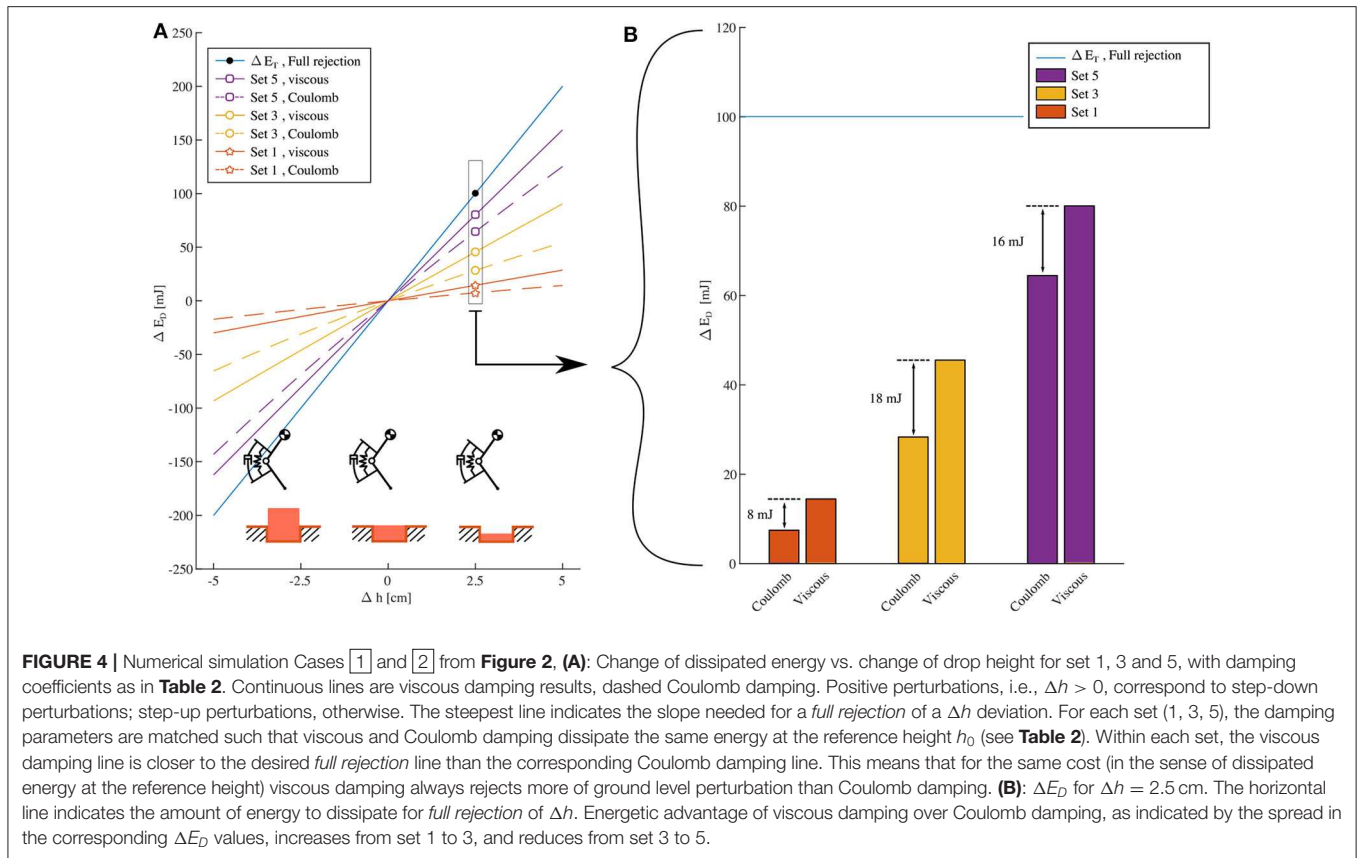 A
250
200
150
100
50
0
-50
-100
-150
-200
-250
Δ E_D [mJ]
Δ E_T , Full rejection
Set 5 , viscous
Set 5 , Coulomb
Set 3 , viscous
Set 3 , Coulomb
Set 1 , viscous
Set 1 , Coulomb
-5
-2.5
0
2.5
5
Δ h [cm]
B
120
100
80
60
40
20
0
Δ E_D [mJ]
Δ E_T , Full rejection
Set 5
Set 3
Set 1
8 mJ
18 mJ
16 mJ
Coulomb
Viscous
Coulomb
Viscous
Coulomb
Viscous
FIGURE 4 | Numerical simulation Cases 1 and 2 from Figure 2, (A): Change of dissipated energy vs. change of drop height for set 1, 3 and 5, with damping
coefficients as in Table 2. Continuous lines are viscous damping results, dashed Coulomb damping. Positive perturbations, i.e., Δh > 0, correspond to step-down
perturbations; step-up perturbations, otherwise. The steepest line indicates the slope needed for a full rejection of a Δh deviation. For each set (1, 3, 5), the damping
parameters are matched such that viscous and Coulomb damping dissipate the same energy at the reference height h₀ (see Table 2). Within each set, the viscous
damping line is closer to the desired full rejection line than the corresponding Coulomb damping line. This means that for the same cost (in the sense of dissipated
energy at the reference height) viscous damping always rejects more of ground level perturbation than Coulomb damping. (B): ΔE_D for Δh = 2.5 cm. The horizontal
line indicates the amount of energy to dissipate for full rejection of Δh. Energetic advantage of viscous damping over Coulomb damping, as indicated by the spread in
the corresponding ΔE_D values, increases from set 1 to 3, and reduces from set 3 to 5.